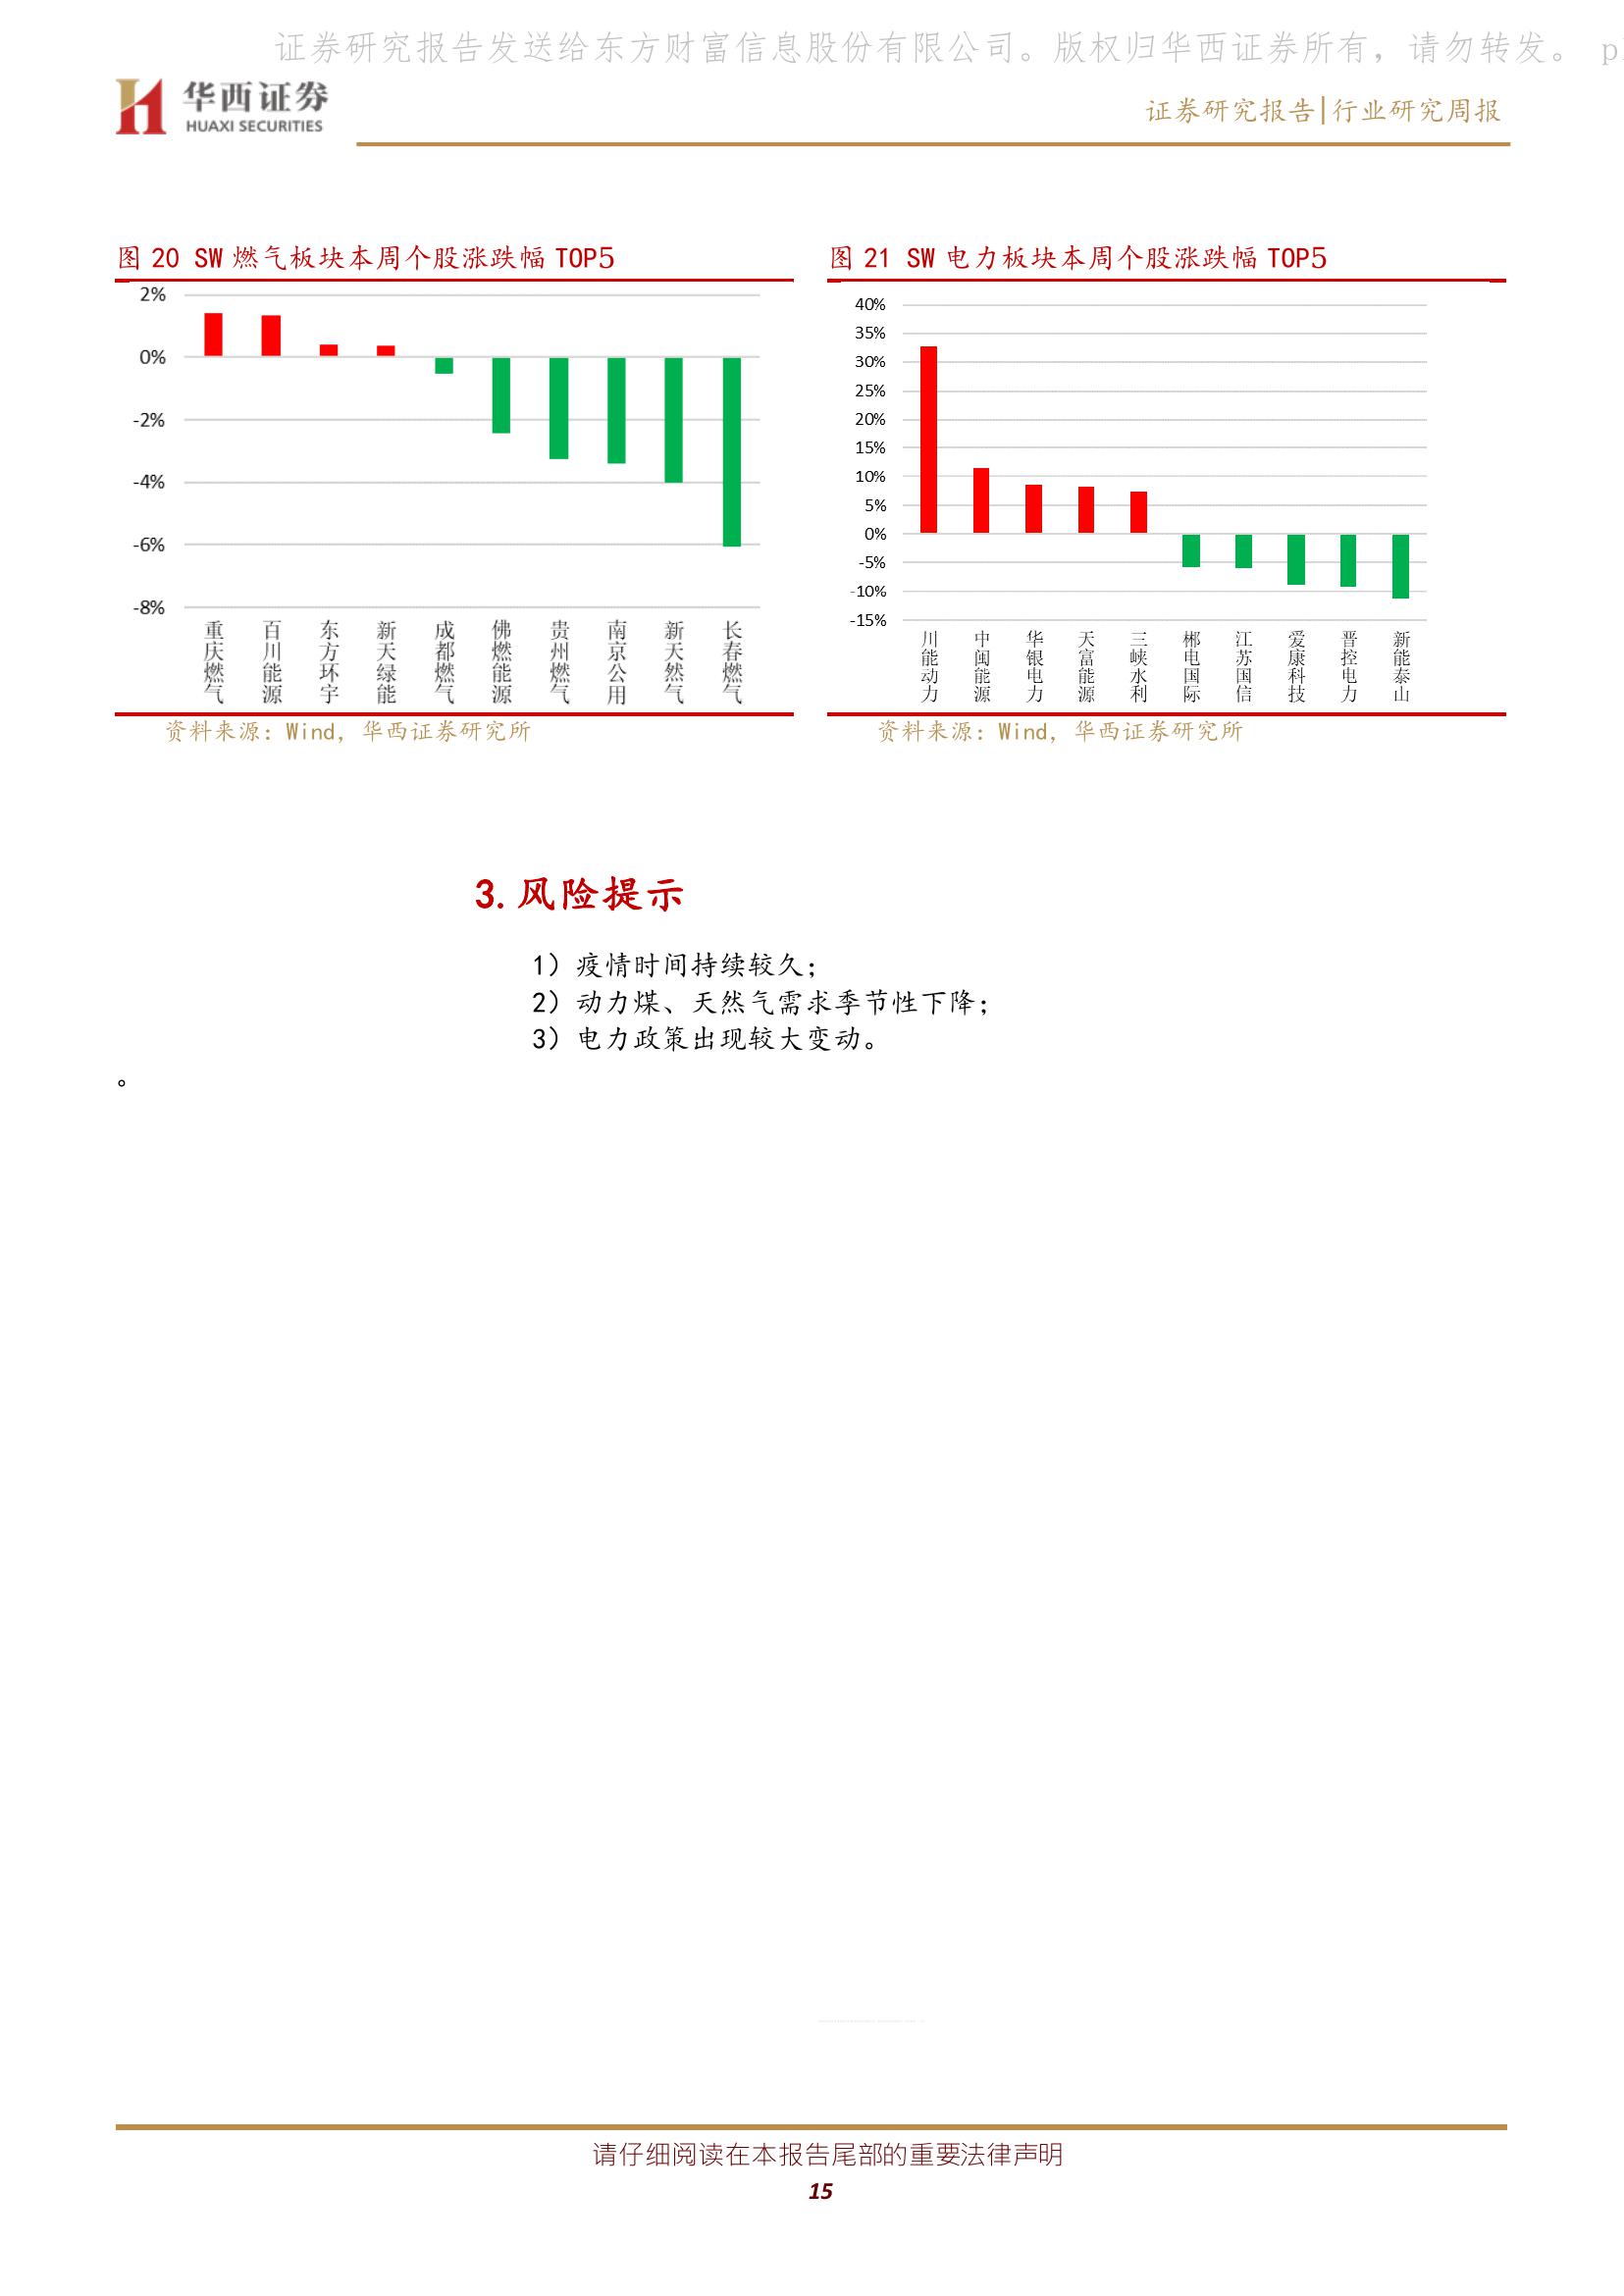 证券研究报告发送给东方财富信息股份有限公司。版权归华西证券所有，请勿转发。 p
华西证券
HUAXI SECURITIES
证券研究报告|行业研究周报
图 20 SW 燃气板块本周个股涨跌幅 TOP5
2%
0%
-2%
-4%
-6%
-8%
重庆燃气
百川能源
东方环宇
新天绿能
成都燃气
佛燃能源
贵州燃气
南京公用
新天然气
长春燃气
资料来源：Wind，华西证券研究所
图 21 SW 电力板块本周个股涨跌幅 TOP5
40%
35%
30%
25%
20%
15%
10%
5%
0%
-5%
-10%
-15%
川能动力
中闽能源
华银电力
天富能源
三峡水利
郴电国际
江苏国信
爱康科技
晋控电力
新能泰山
资料来源：Wind，华西证券研究所
3.风险提示
1）疫情时间持续较久；
2）动力煤、天然气需求季节性下降；
3）电力政策出现较大变动。
。
请仔细阅读在本报告尾部的重要法律声明
15